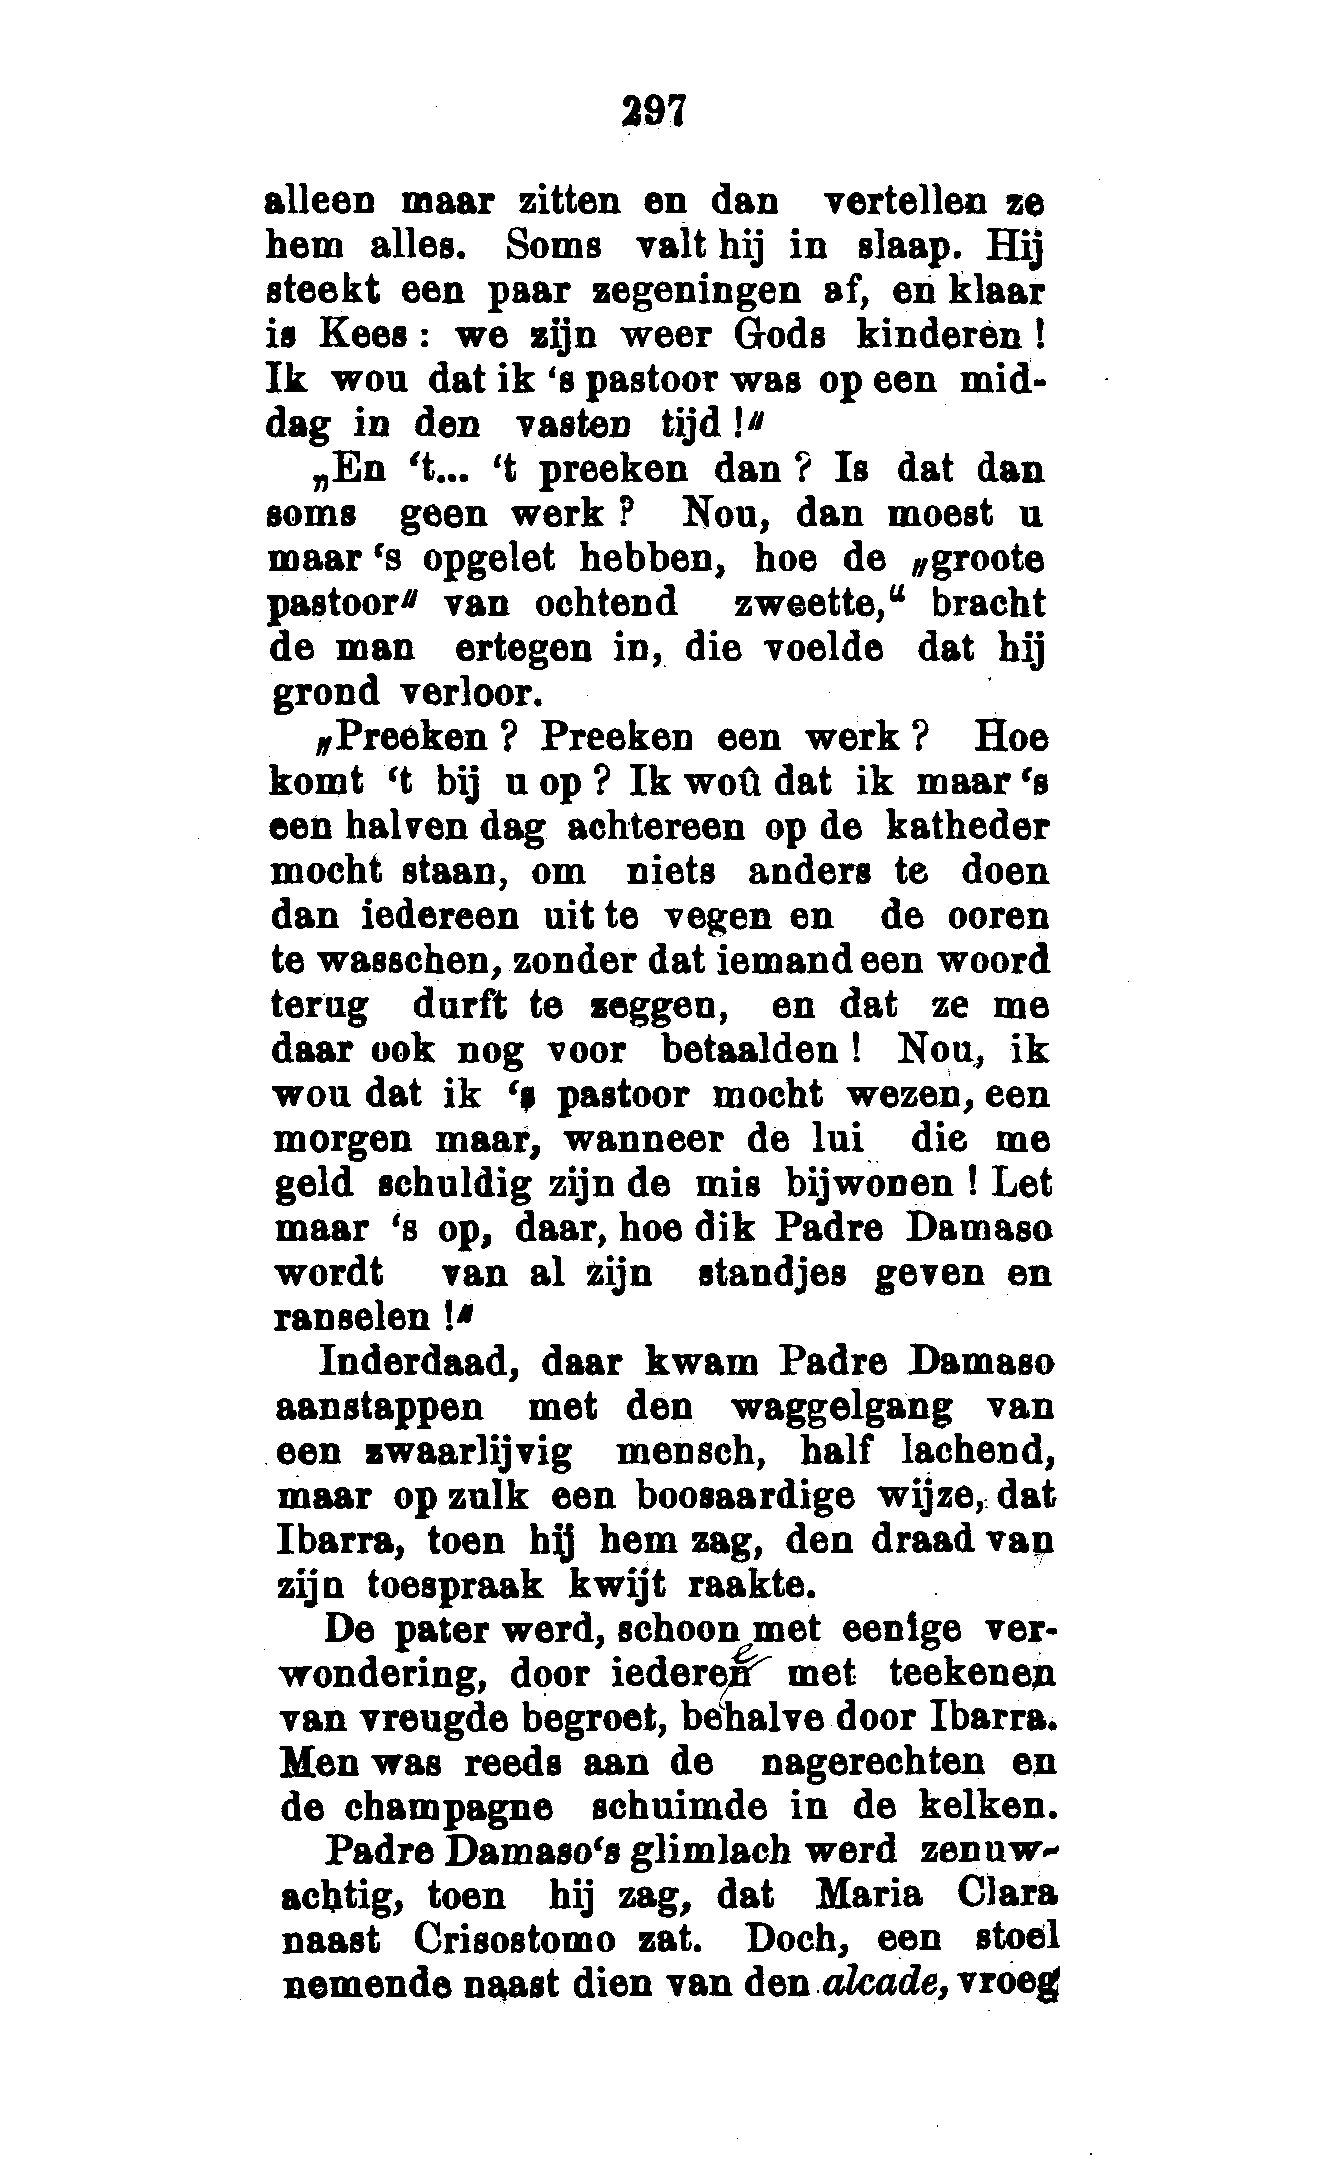 297
alleen maar zitten en dan vertellen ze
hem alles. Soms valt hij in slaap. Hij
steekt een paar zegeningen af, en klaar
is Kees : we zijn weer Gods kinderen !
Ik wou dat ik ‘s pastoor was op een mid-
dag in den vasten tijd !"
„En ‘t... ‘t preeken dan ? Is dat dan
soms geen werk ? Nou, dan moest u
maar ‘s opgelet hebben, hoe de „groote
pastoor" van ochtend zweette,“ bracht
de man ertegen in, die voelde dat hij
grond verloor.
„Preeken ? Preeken een werk ? Hoe
komt ‘t bij u op ? Ik woû dat ik maar ‘s
een halven dag achtereen op de katheder
mocht staan, om niets anders te doen
dan iedereen uit te vegen en de ooren
te wasschen, zonder dat iemand een woord
terug durft te zeggen, en dat ze me
daar ook nog voor betaalden ! Nou, ik
wou dat ik ‘s pastoor mocht wezen, een
morgen maar, wanneer de lui die me
geld schuldig zijn de mis bijwonen ! Let
maar ‘s op, daar, hoe dik Padre Damaso
wordt van al zijn standjes geven en
ranselen !"
Inderdaad, daar kwam Padre Damaso
aanstappen met den waggelgang van
een zwaarlijvig mensch, half lachend,
maar op zulk een boosaardige wijze, dat
Ibarra, toen hij hem zag, den draad van
zijn toespraak kwijt raakte.
De pater werd, schoon met eenige ver-
wondering, door iederen met teekenen
van vreugde begroet, behalve door Ibarra.
Men was reeds aan de nagerechten en
de champagne schuimde in de kelken.
Padre Damaso‘s glimlach werd zenuw-
achtig, toen hij zag, dat Maria Clara
naast Crisostomo zat. Doch, een stoel
nemende naast dien van den alcade, vroeg